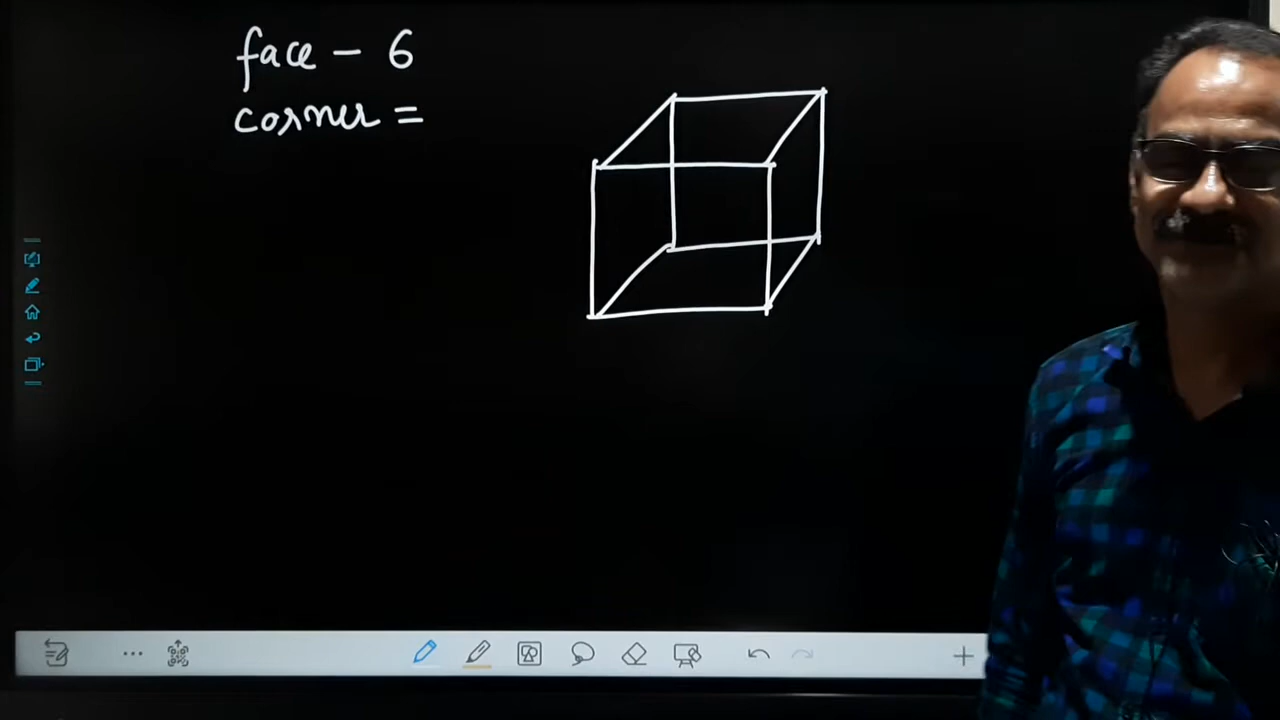 face - 6
corner =